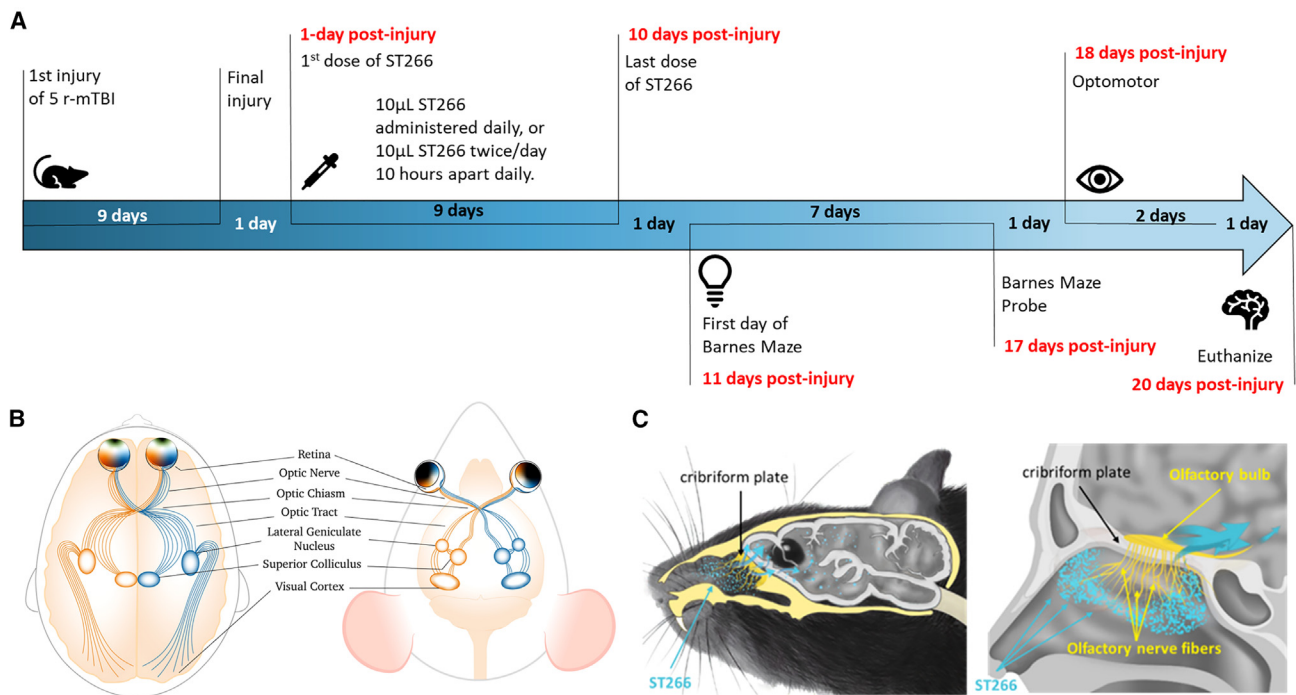 A
1st injury
of 5 r-mTBI
Final
injury
1-day post-injury
1st dose of ST266
10µL ST266
administered daily, or
10µL ST266 twice/day
10 hours apart daily.
10 days post-injury
Last dose
of ST266
18 days post-injury
Optomotor
9 days
1 day
9 days
1 day
7 days
1 day
2 days
1 day
First day of
Barnes Maze
11 days post-injury
Barnes Maze
Probe
17 days post-injury
Euthanize
20 days post-injury
B
Retina
Optic Nerve
Optic Chiasm
Optic Tract
Lateral Geniculate
Nucleus
Superior Colliculus
Visual Cortex
C
cribriform plate
ST266
cribriform plate
Olfactory bulb
Olfactory nerve fibers
ST266